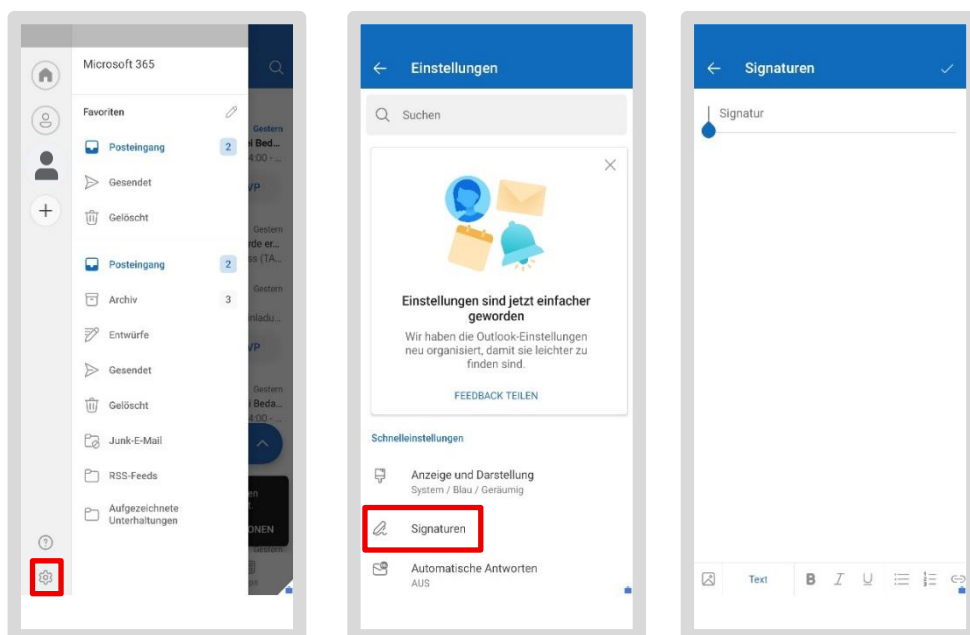 Microsoft 365
Favoriten
Posteingang 2
Gesendet
Gelöscht
Posteingang 2
Archiv 3
Entwürfe
Gesendet
Gelöscht
Junk-E-Mail
RSS-Feeds
Aufgezeichnete
Unterhaltungen
Gestern
Gestern
Gestern
Gestern
Einstellungen
Suchen
Einstellungen sind jetzt einfacher
geworden
Wir haben die Outlook-Einstellungen
neu organisiert, damit sie leichter zu
finden sind.
FEEDBACK TEILEN
Schnelleinstellungen
Anzeige und Darstellung
System / Blau / Geräumig
Signaturen
Automatische Antworten
AUS
Signaturen
Signatur
Text B I U